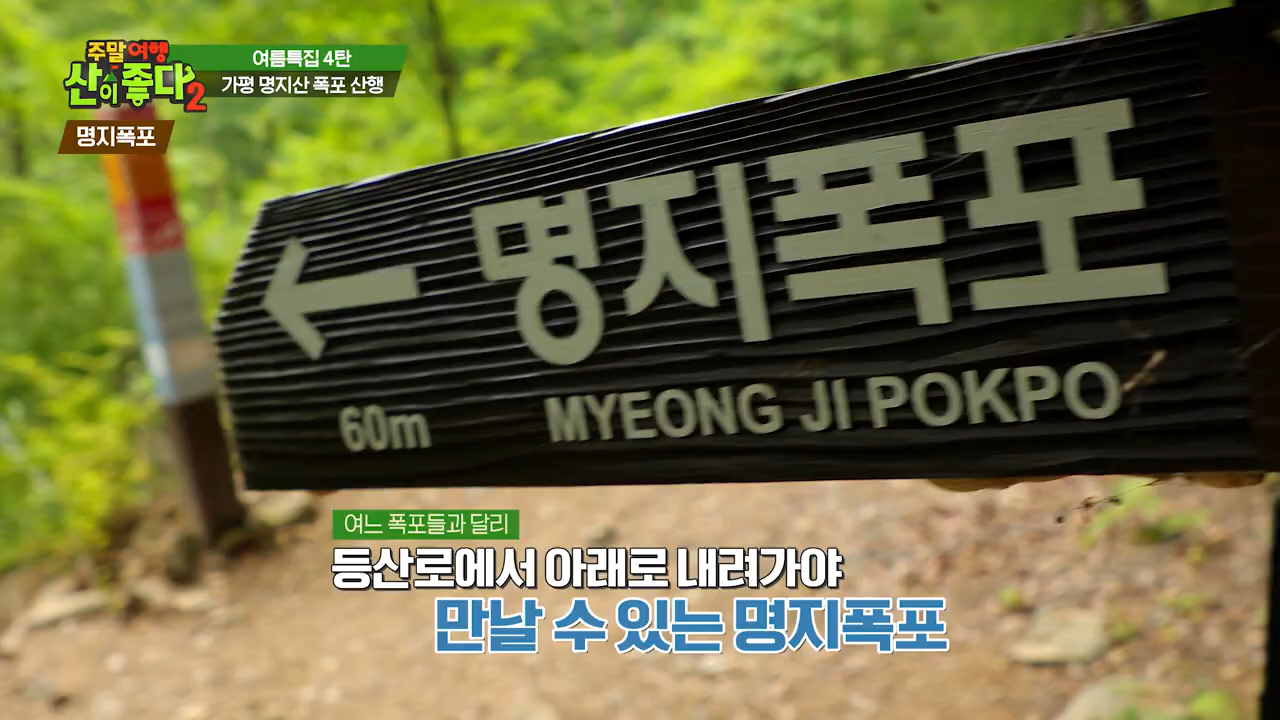 주말 여행
산이 좋다2
여름특집 4탄
가평 명지산 폭포 산행
명지폭포
← 명지폭포
60m MYEONG JI POKPO
여느 폭포들과 달리
등산로에서 아래로 내려가야
만날 수 있는 명지폭포